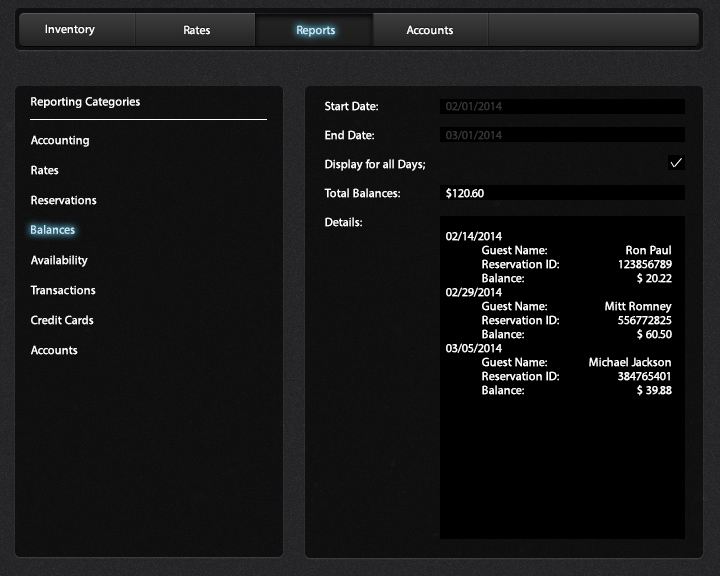 Inventory Rates Reports Accounts
Reporting Categories
Accounting
Rates
Reservations
Balances
Availability
Transactions
Credit Cards
Accounts
Start Date: 02/01/2014
End Date: 03/01/2014
Display for all Days;
Total Balances: $120.60
Details:
02/14/2014
Guest Name: Ron Paul
Reservation ID: 123856789
Balance: $ 20.22
02/29/2014
Guest Name: Mitt Romney
Reservation ID: 556772825
Balance: $ 60.50
03/05/2014
Guest Name: Michael Jackson
Reservation ID: 384765401
Balance: $ 39.88